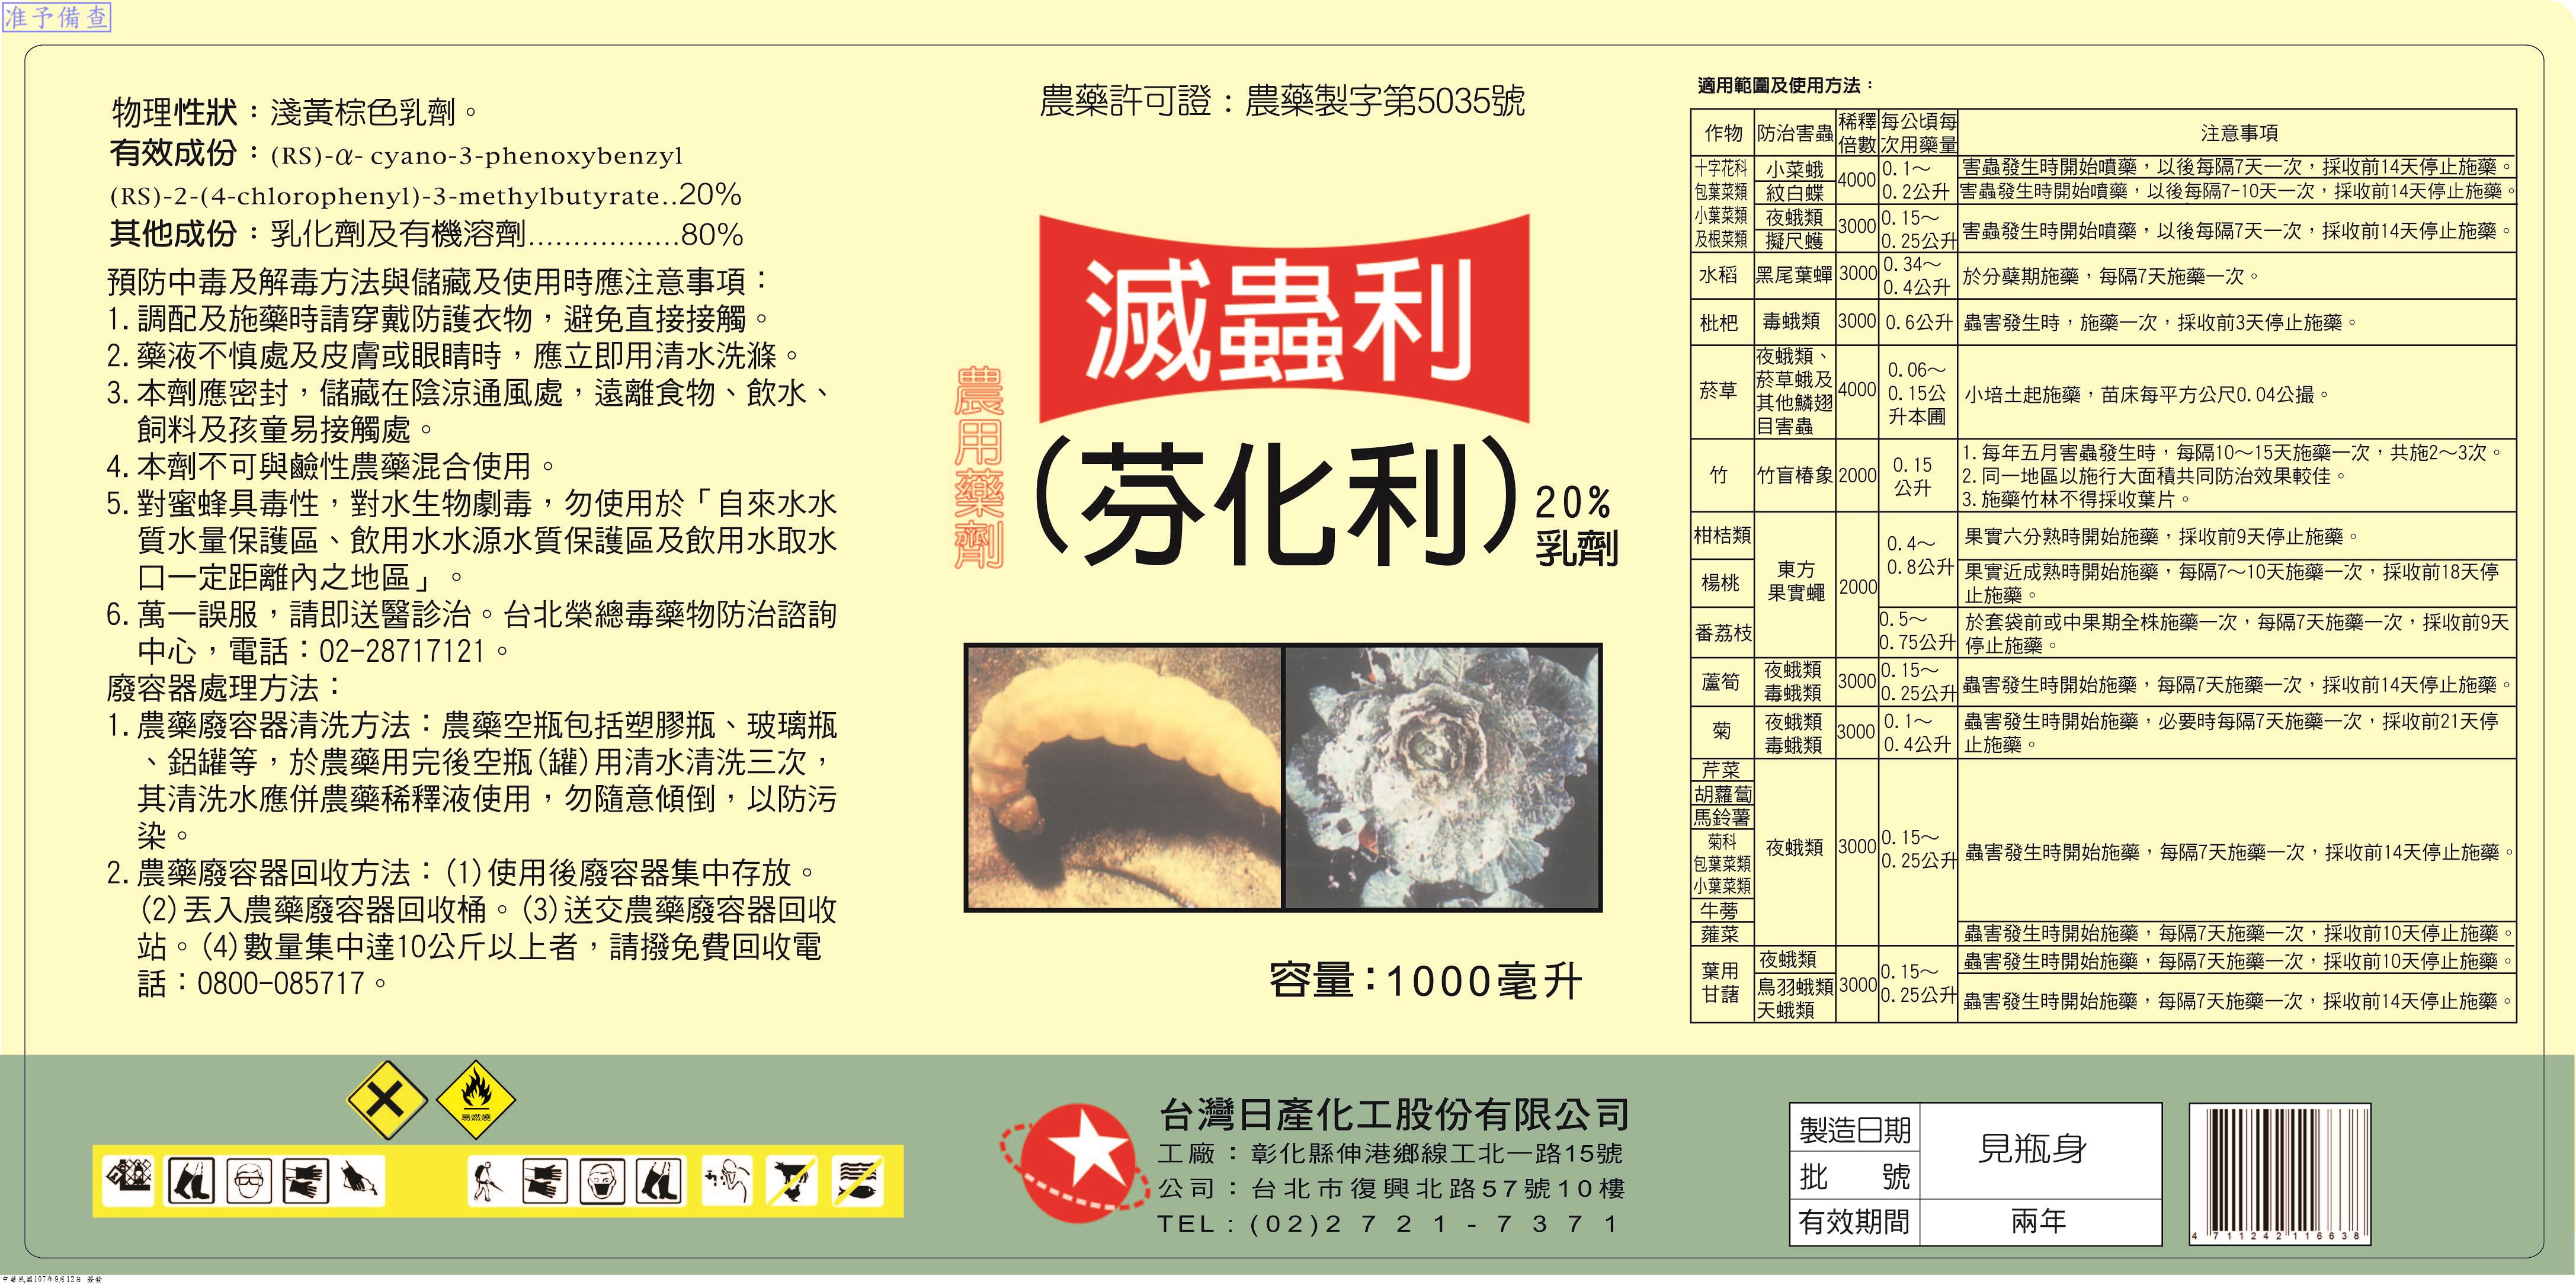 准予備查
物理性狀：淺黃棕色乳劑。
有效成份：(RS)-α- cyano-3-phenoxybenzyl
(RS)-2-(4-chlorophenyl)-3-methylbutyrate..20%
其他成份：乳化劑及有機溶劑.................80%
預防中毒及解毒方法與儲藏及使用時應注意事項：
1.調配及施藥時請穿戴防護衣物，避免直接接觸。
2.藥液不慎處及皮膚或眼睛時，應立即用清水洗滌。
3.本劑應密封，儲藏在陰涼通風處，遠離食物、飲水、
飼料及孩童易接觸處。
4.本劑不可與鹼性農藥混合使用。
5.對蜜蜂具毒性，對水生物劇毒，勿使用於「自來水水
質水量保護區、飲用水水源水質保護區及飲用水取水
口一定距離內之地區」。
6.萬一誤服，請即送醫診治。台北榮總毒藥物防治諮詢
中心，電話：02-28717121。
廢容器處理方法：
1.農藥廢容器清洗方法：農藥空瓶包括塑膠瓶、玻璃瓶
、鋁罐等，於農藥用完後空瓶(罐)用清水清洗三次，
其清洗水應併農藥稀釋液使用，勿隨意傾倒，以防污
染。
2.農藥廢容器回收方法：(1)使用後廢容器集中存放。
(2)丟入農藥廢容器回收桶。(3)送交農藥廢容器回收
站。(4)數量集中達10公斤以上者，請撥免費回收電
話：0800-085717。
易燃燒
農藥許可證：農藥製字第5035號
滅蟲利
農用藥劑
(芬化利)
20%
乳劑
容量：1000毫升
台灣日產化工股份有限公司
工廠：彰化縣伸港鄉線工北一路15號
公司：台北市復興北路57號10樓
TEL:(02)2721-7371
適用範圍及使用方法：
作物 防治害蟲 稀釋倍數 每公頃每次用藥量 注意事項
十字花科包葉菜類小葉菜類及根菜類 小菜蛾 4000 0.1～0.2公升 害蟲發生時開始噴藥，以後每隔7天一次，採收前14天停止施藥。
紋白蝶 害蟲發生時開始噴藥，以後每隔7-10天一次，採收前14天停止施藥。
夜蛾類 擬尺蠖 3000 0.15～0.25公升 害蟲發生時開始噴藥，以後每隔7天一次，採收前14天停止施藥。
水稻 黑尾葉蟬 3000 0.34～0.4公升 於分蘗期施藥，每隔7天施藥一次。
枇杷 毒蛾類 3000 0.6公升 蟲害發生時，施藥一次，採收前3天停止施藥。
菸草 夜蛾類、菸草蛾及其他鱗翅目害蟲 4000 0.06～0.15公升本圃 小培土起施藥，苗床每平方公尺0.04公撮。
竹 竹盲椿象 2000 0.15公升 1.每年五月害蟲發生時，每隔10～15天施藥一次，共施2～3次。
2.同一地區以施行大面積共同防治效果較佳。
3.施藥竹林不得採收葉片。
柑桔類 東方果實蠅 2000 0.4～0.8公升 果實六分熟時開始施藥，採收前9天停止施藥。
楊桃 果實近成熟時開始施藥，每隔7～10天施藥一次，採收前18天停
止施藥。
番荔枝 0.5～0.75公升 於套袋前或中果期全株施藥一次，每隔7天施藥一次，採收前9天
停止施藥。
蘆筍 夜蛾類 毒蛾類 3000 0.15～0.25公升 蟲害發生時開始施藥，每隔7天施藥一次，採收前14天停止施藥。
菊 夜蛾類 毒蛾類 3000 0.1～0.4公升 蟲害發生時開始施藥，必要時每隔7天施藥一次，採收前21天停
止施藥。
芹菜
胡蘿蔔
馬鈴薯
菊科包葉菜類小葉菜類 夜蛾類 3000 0.15～0.25公升 蟲害發生時開始施藥，每隔7天施藥一次，採收前14天停止施藥。
牛蒡
蕹菜 蟲害發生時開始施藥，每隔7天施藥一次，採收前10天停止施藥。
葉用甘藷 夜蛾類 3000 0.15～0.25公升 蟲害發生時開始施藥，每隔7天施藥一次，採收前10天停止施藥。
鳥羽蛾類 天蛾類 蟲害發生時開始施藥，每隔7天施藥一次，採收前14天停止施藥。
製造日期 見瓶身
批 號
有效期間 兩年
4711242116638
中華民國107年9月12日 簽發